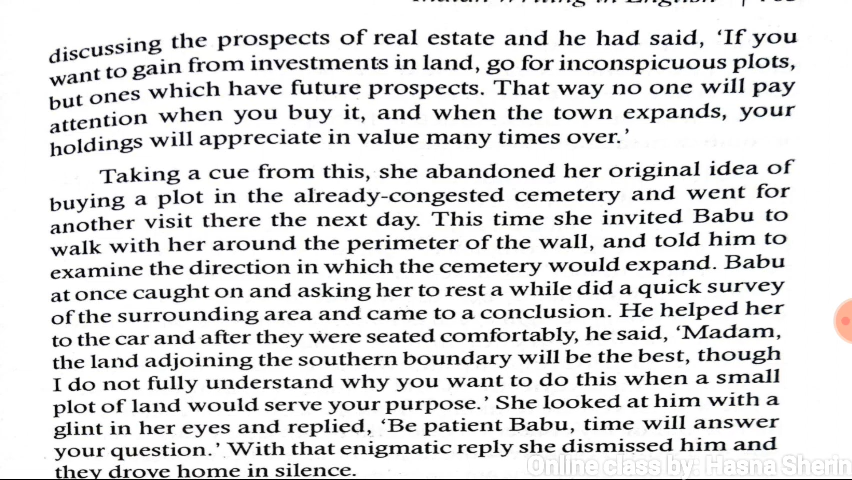 discussing the prospects of real estate and he had said, ‘If you
want to gain from investments in land, go for inconspicuous plots,
but ones which have future prospects. That way no one will pay
attention when you buy it, and when the town expands, your
holdings will appreciate in value many times over.’
Taking a cue from this, she abandoned her original idea of
buying a plot in the already-congested cemetery and went for
another visit there the next day. This time she invited Babu to
walk with her around the perimeter of the wall, and told him to
examine the direction in which the cemetery would expand. Babu
at once caught on and asking her to rest a while did a quick survey
of the surrounding area and came to a conclusion. He helped her
to the car and after they were seated comfortably, he said, ‘Madam,
the land adjoining the southern boundary will be the best, though
I do not fully understand why you want to do this when a small
plot of land would serve your purpose.’ She looked at him with a
glint in her eyes and replied, ‘Be patient Babu, time will answer
your question.’ With that enigmatic reply she dismissed him and
they drove home in silence.
Online class by: Hasna Sherin